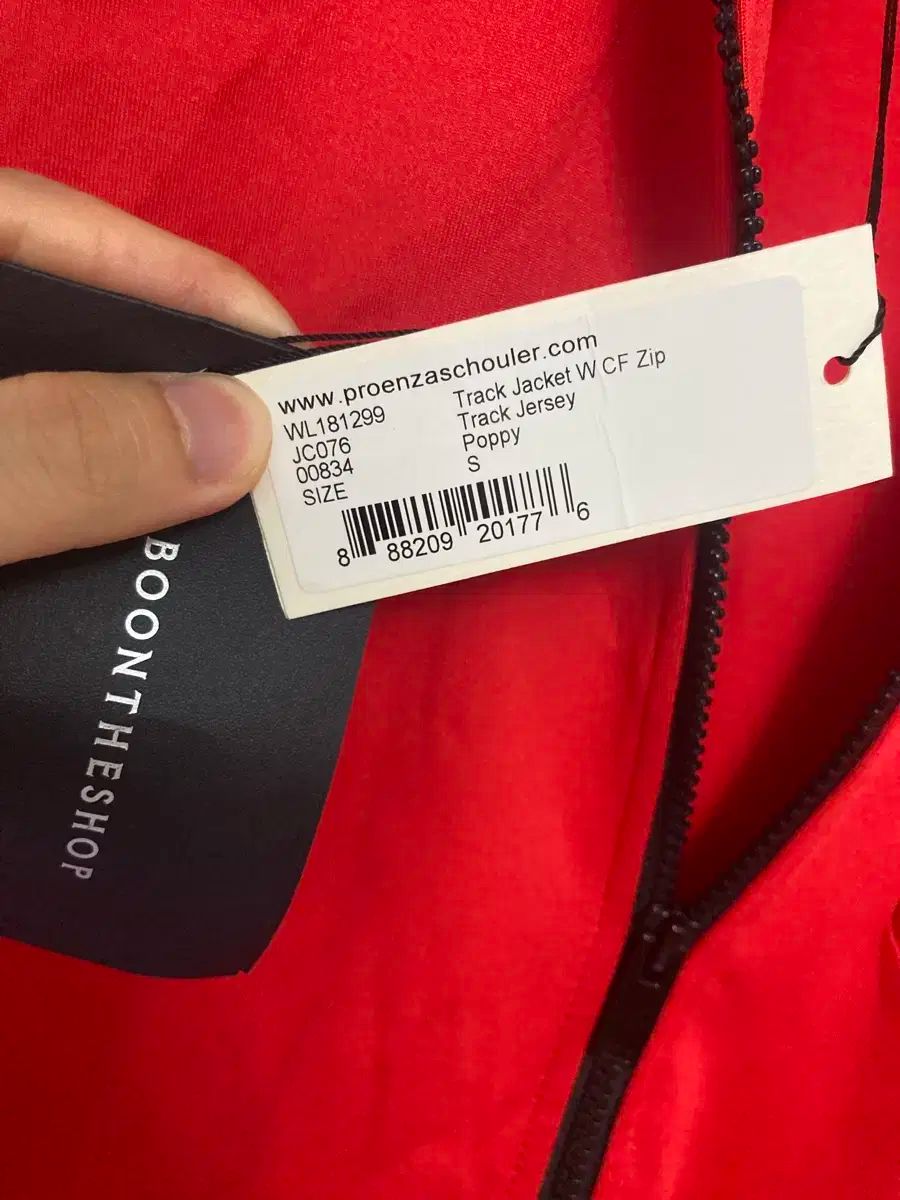 www.proenzaschouler.com
WL181299 Track Jacket W CF Zip
JC076 Track Jersey
00834 Poppy
SIZE S
8 88209 20177 6
BOONTHESHOP